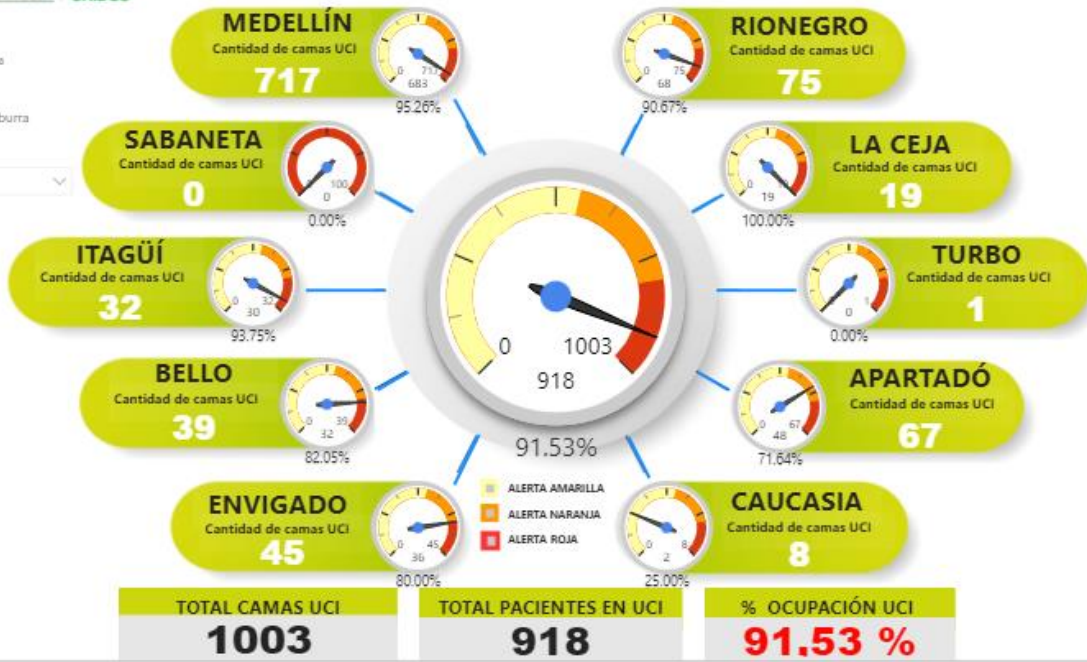 MEDELLÍN
Cantidad de camas UCI
717
0
683
95.26%
RIONEGRO
Cantidad de camas UCI
75
0 75
68
90.67%
SABANETA
Cantidad de camas UCI
0
100
0
0.00%
LA CEJA
Cantidad de camas UCI
19
0
19
100.00%
ITAGÜÍ
Cantidad de camas UCI
32
0 32
30
93.75%
TURBO
Cantidad de camas UCI
1
0 1
0
0.00%
BELLO
Cantidad de camas UCI
39
0 39
32
82.05%
APARTADÓ
Cantidad de camas UCI
67
0 67
48
71.64%
ENVIGADO
Cantidad de camas UCI
45
0 45
36
80.00%
CAUCASIA
Cantidad de camas UCI
8
0 8
2
25.00%
0 1003
918
91.53%
ALERTA AMARILLA
ALERTA NARANJA
ALERTA ROJA
TOTAL CAMAS UCI
1003
TOTAL PACIENTES EN UCI
918
% OCUPACIÓN UCI
91,53 %